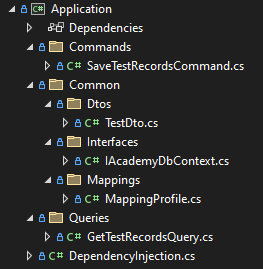 C# Application
Dependencies
Commands
C# SaveTestRecordsCommand.cs
Common
Dtos
C# TestDto.cs
Interfaces
C# IAcademyDbContext.cs
Mappings
C# MappingProfile.cs
Queries
C# GetTestRecordsQuery.cs
C# DependencyInjection.cs